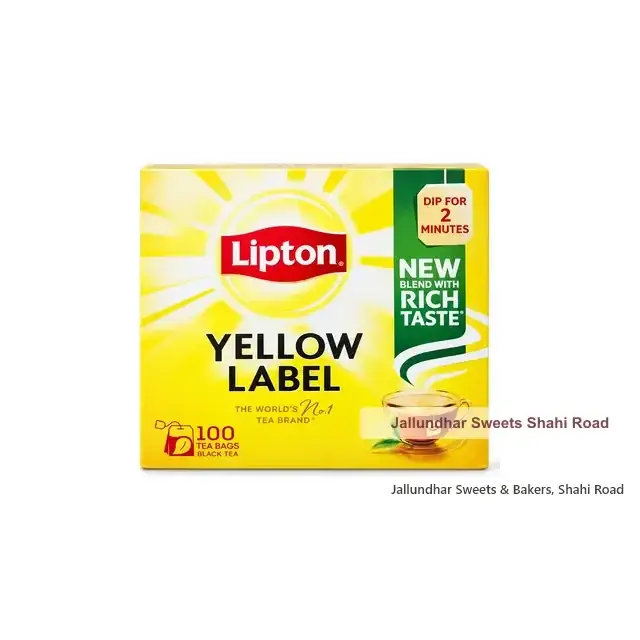 Lipton
YELLOW
LABEL
THE WORLD'S No.1
TEA BRAND*
100
TEA BAGS
BLACK TEA
DIP FOR
2
MINUTES
NEW
BLEND WITH
RICH
TASTE*
Jallundhar Sweets Shahi Road
Jallundhar Sweets & Bakers, Shahi Road